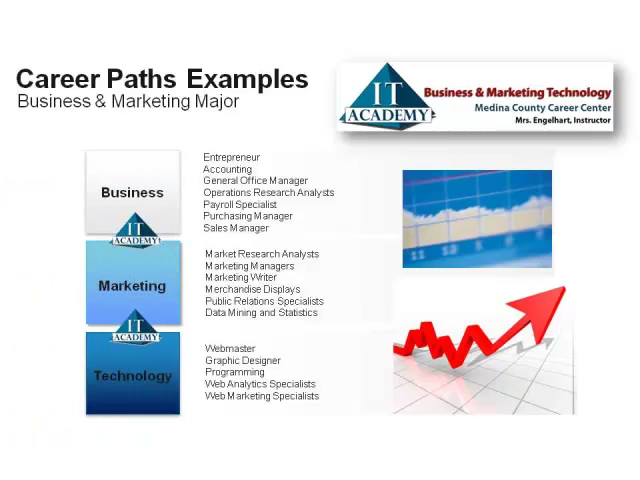 Career Paths Examples
Business & Marketing Major
IT
ACADEMY
Business & Marketing Technology
Medina County Career Center
Mrs. Engelhart, Instructor
Business
Entrepreneur
Accounting
General Office Manager
Operations Research Analysts
Payroll Specialist
Purchasing Manager
Sales Manager
IT
ACADEMY
Marketing
Market Research Analysts
Marketing Managers
Marketing Writer
Merchandise Displays
Public Relations Specialists
Data Mining and Statistics
IT
ACADEMY
Technology
Webmaster
Graphic Designer
Programming
Web Analytics Specialists
Web Marketing Specialists
11 12